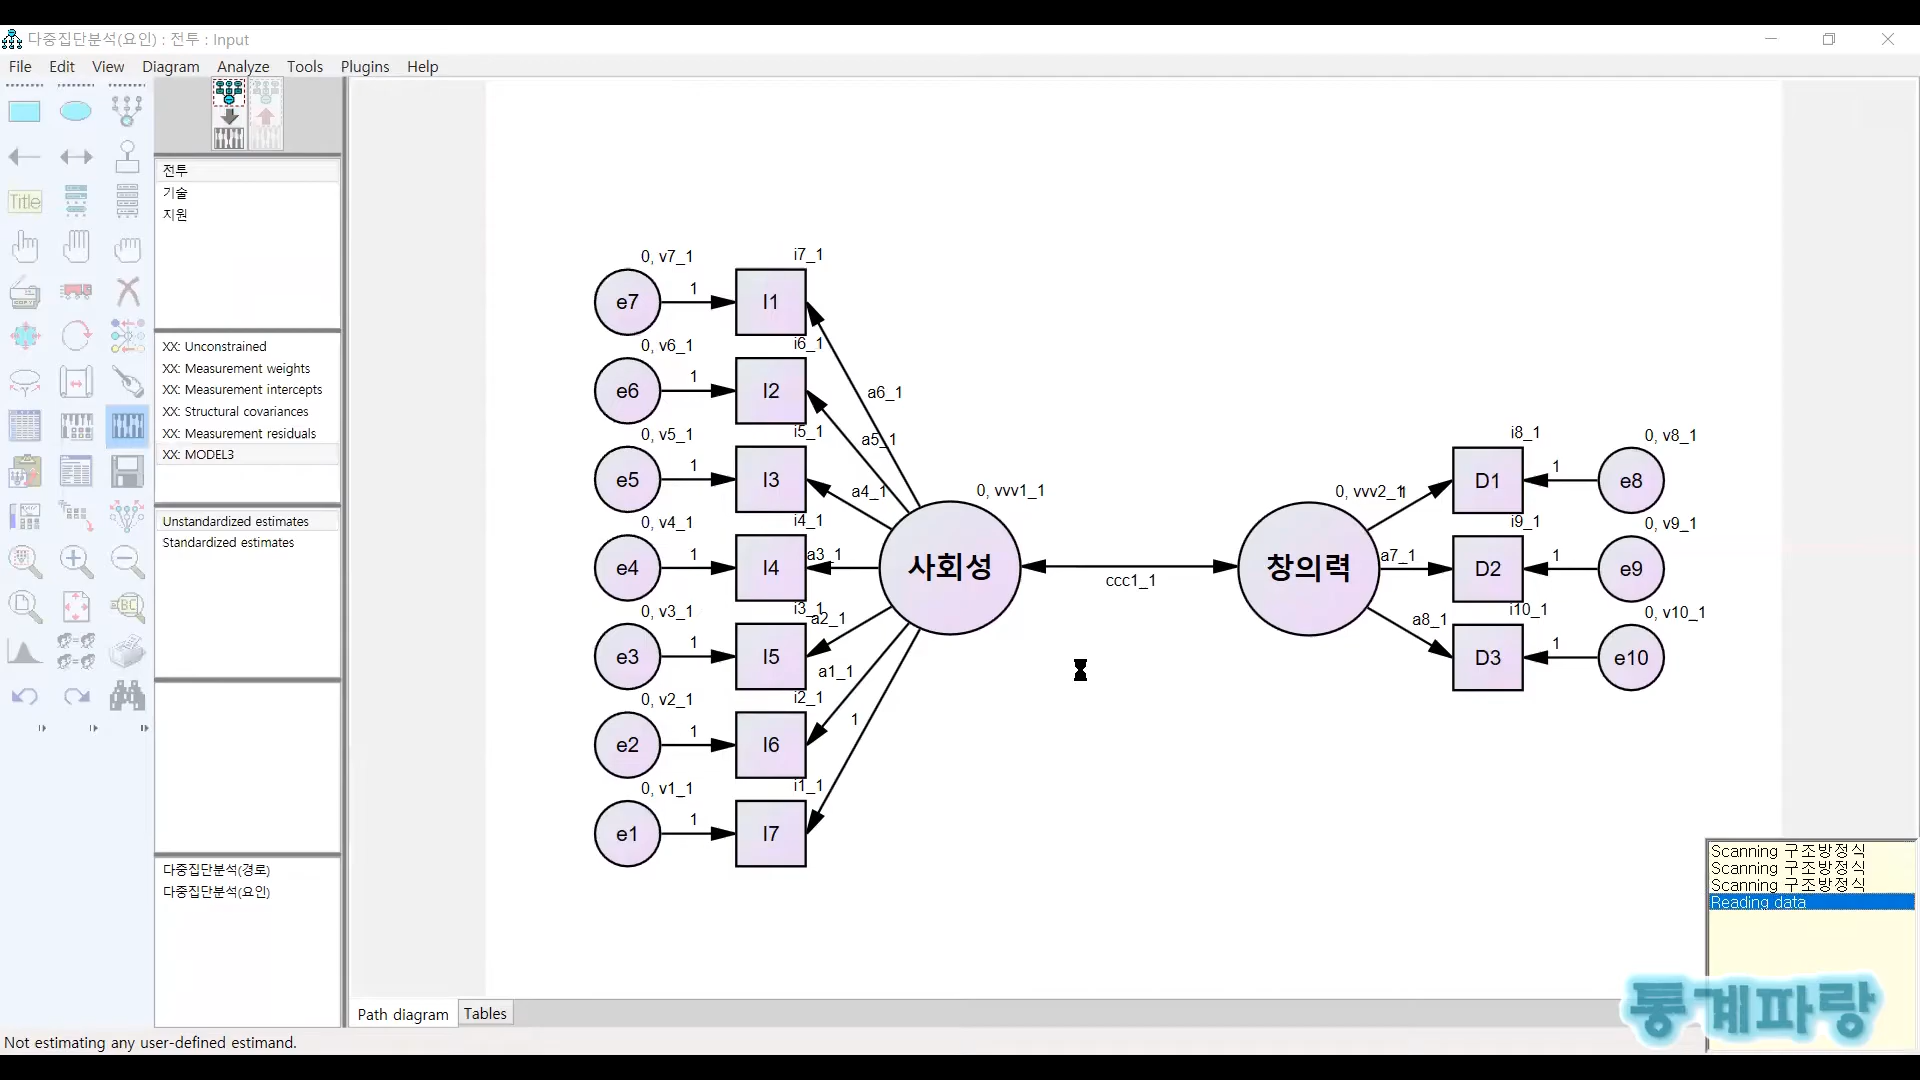 다중집단분석(요인) : 전투 : Input
File Edit View Diagram Analyze Tools Plugins Help
Title
전투
기술
지원
XX: Unconstrained
XX: Measurement weights
XX: Measurement intercepts
XX: Structural covariances
XX: Measurement residuals
XX: MODEL3
Unstandardized estimates
Standardized estimates
다중집단분석(경로)
다중집단분석(요인)
0, v7_1
i7_1
e7
1
I1
0, v6_1
i6_1
e6
1
I2
0, v5_1
i5_1
e5
1
I3
0, v4_1
i4_1
e4
1
I4
0, v3_1
i3_1
e3
1
I5
0, v2_1
i2_1
e2
1
I6
0, v1_1
i1_1
e1
1
I7
a6_1
a5_1
a4_1
a3_1
a2_1
a1_1
1
0, vvv1_1
사회성
ccc1_1
0, vvv2_1
창의력
a7_1
a8_1
i8_1
0, v8_1
D1
1
e8
i9_1
0, v9_1
D2
1
e9
i10_1
0, v10_1
D3
1
e10
Scanning 구조방정식
Scanning 구조방정식
Scanning 구조방정식
Reading data
통계파랑
Path diagram Tables
Not estimating any user-defined estimand.